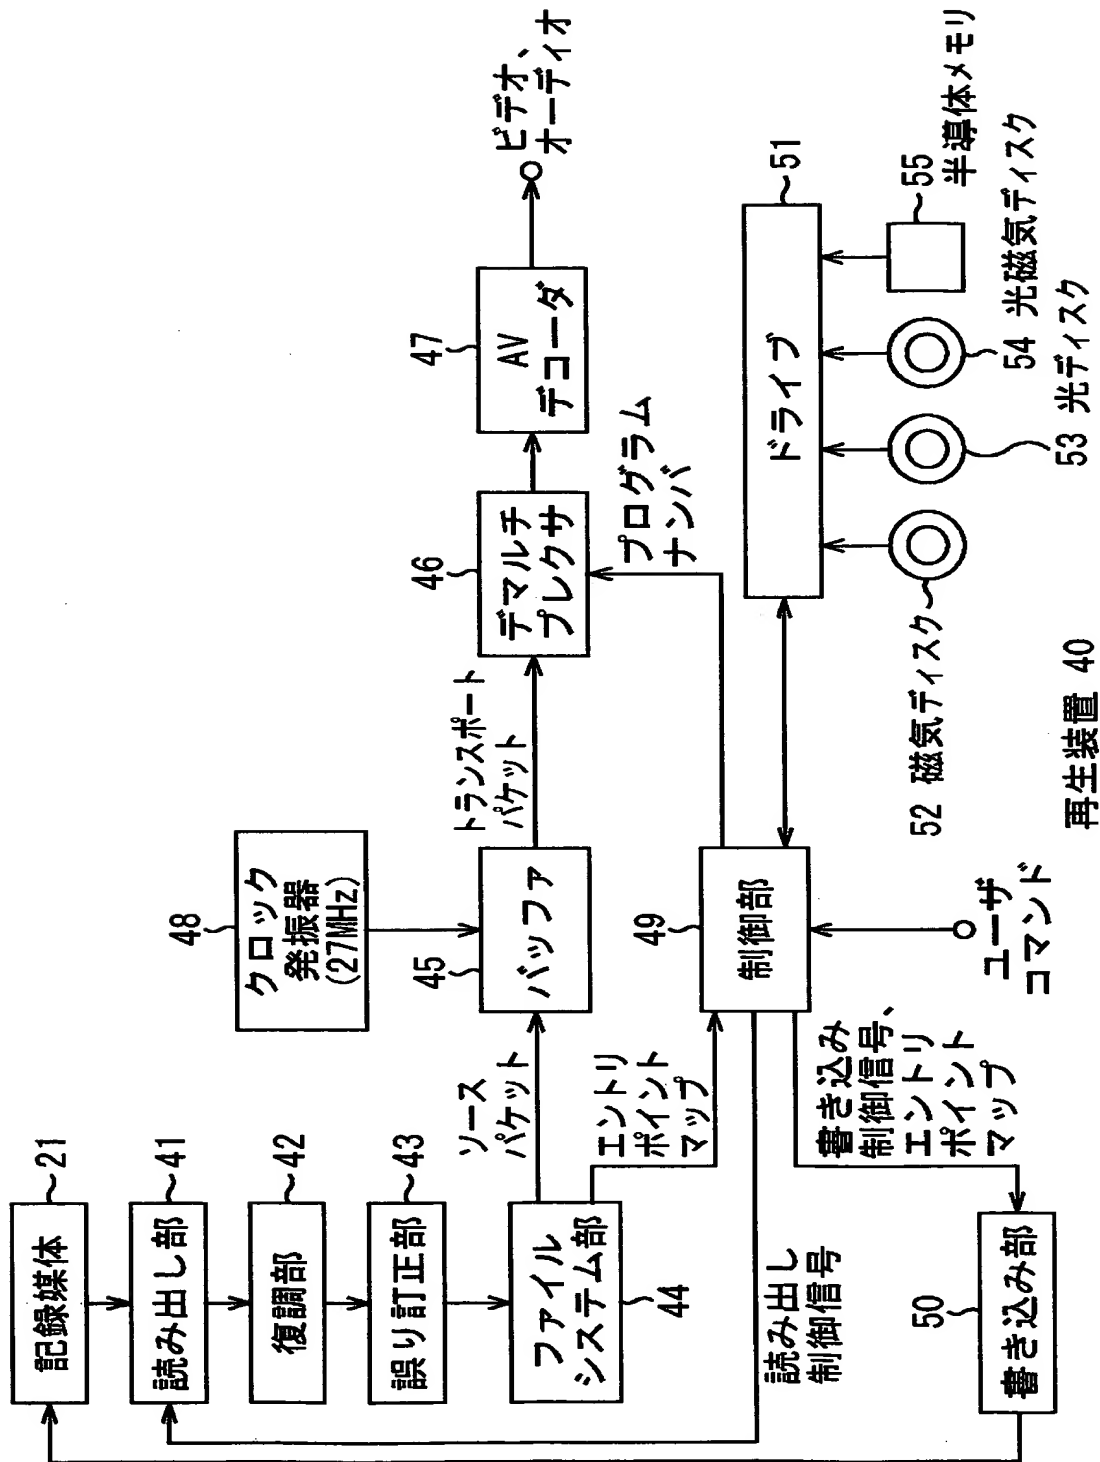 記録媒体
21
読み出し部
41
復調部
42
誤り訂正部
43
ファイル
システム部
44
ソース
パケット
エントリ
ポイント
マップ
読み出し
制御信号
書き込み
制御信号、
エントリ
ポイント
マップ
書き込み部
50
48
クロック
発振器
(27MHz)
バッファ
45
トランスポート
パケット
49
制御部
ユーザ
コマンド
46
デマルチ
プレクサ
プログラム
ナンバ
47
AV
デコーダ
ビデオ、
オーディオ
ドライブ
51
52 磁気ディスク
53 光ディスク
54 光磁気ディスク
55
半導体メモリ
再生装置 40